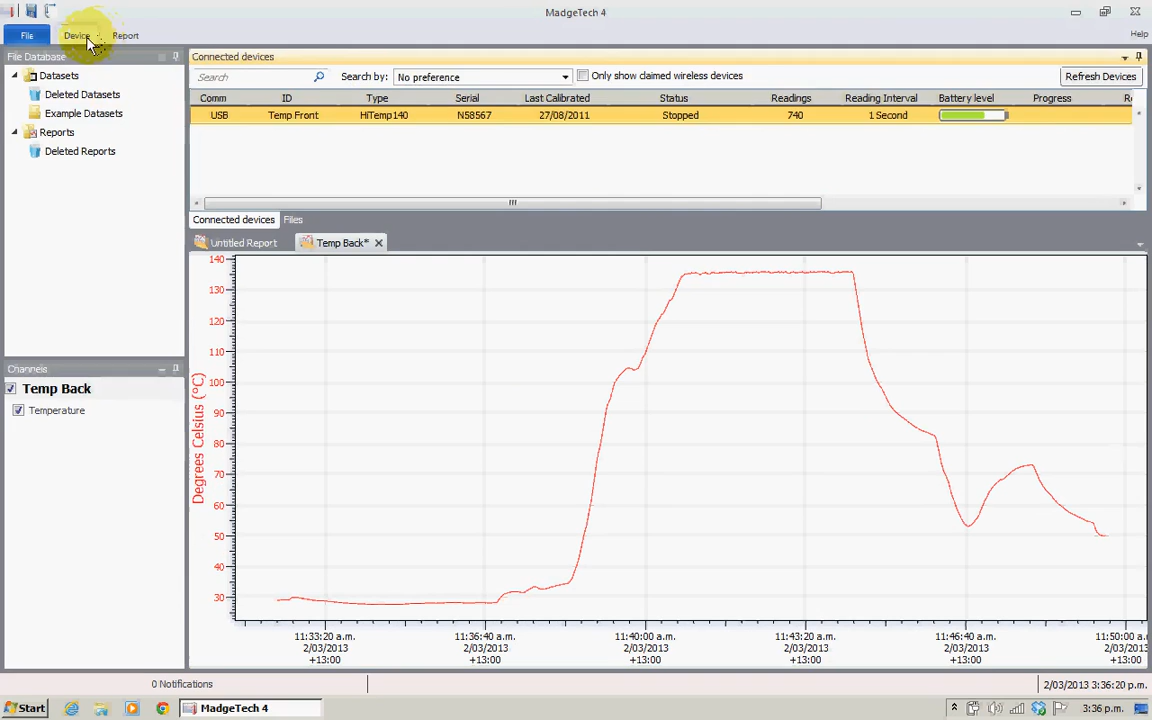 MadgeTech 4
File Device Report Help
File Database
Datasets
Deleted Datasets
Example Datasets
Reports
Deleted Reports
Connected devices
Search Search by: No preference Only show claimed wireless devices Refresh Devices
Comm ID Type Serial Last Calibrated Status Readings Reading Interval Battery level Progress
USB Temp Front HiTemp140 N58567 27/08/2011 Stopped 740 1 Second
Connected devices Files
Untitled Report Temp Back*
Channels
Temp Back
Temperature
Degrees Celsius (°C)
140
130
120
110
100
90
80
70
60
50
40
30
11:33:20 a.m. 11:36:40 a.m. 11:40:00 a.m. 11:43:20 a.m. 11:46:40 a.m. 11:50:00 a.m.
2/03/2013 2/03/2013 2/03/2013 2/03/2013 2/03/2013 2/03/2013
+13:00 +13:00 +13:00 +13:00 +13:00 +13:00
0 Notifications 2/03/2013 3:36:20 p.m.
Start MadgeTech 4 3:36 p.m.